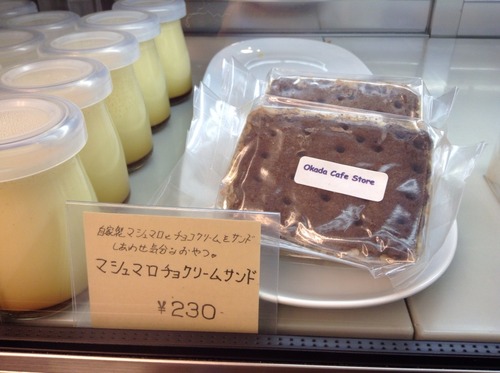 Okada Cafe Store
自家製マシュマロとチョコクリームをサンド
しあわせ気分なおやつ。
マシュマロチョクリームサンド
¥230-